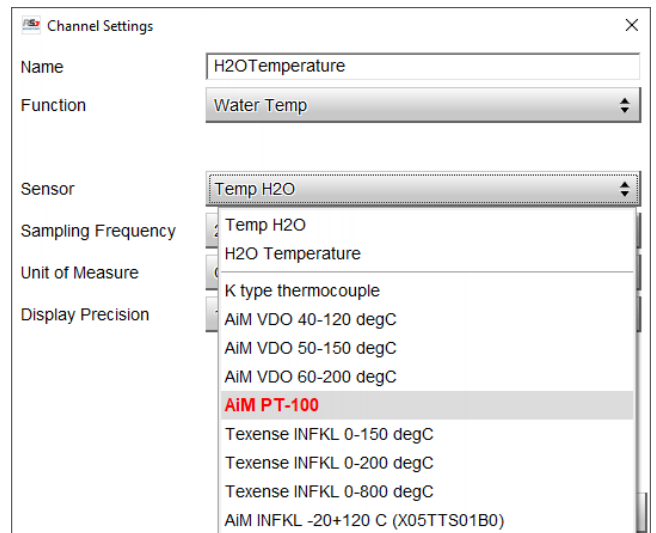 Channel Settings
Name H2OTemperature
Function Water Temp
Sensor Temp H2O
Temp H2O
Sampling Frequency
H2O Temperature
Unit of Measure
K type thermocouple
Display Precision
AiM VDO 40-120 degC
AiM VDO 50-150 degC
AiM VDO 60-200 degC
AiM PT-100
Texense INFKL 0-150 degC
Texense INFKL 0-200 degC
Texense INFKL 0-800 degC
AiM INFKL -20+120 C (X05TTS01B0)